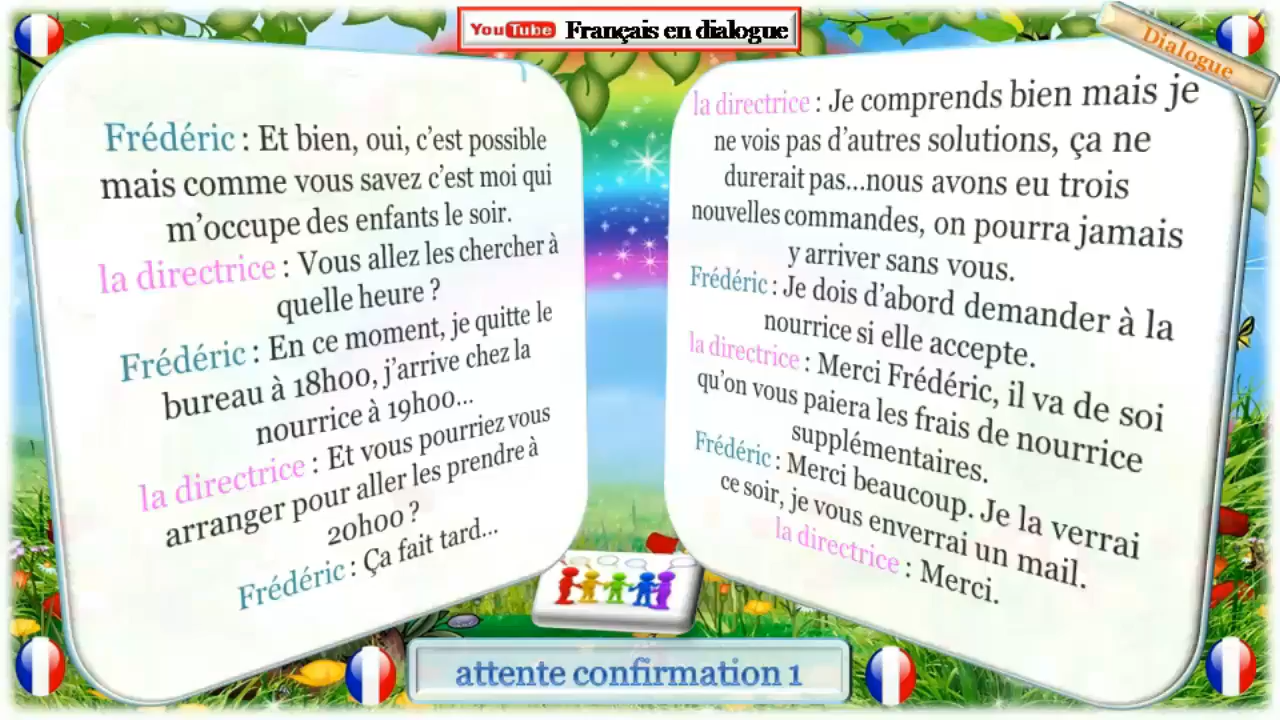 YouTube Français en dialogue
Dialogue
Frédéric : Et bien, oui, c'est possible
mais comme vous savez c'est moi qui
m'occupe des enfants le soir.
la directrice : Vous allez les chercher à
quelle heure ?
Frédéric : En ce moment, je quitte le
bureau à 18h00, j'arrive chez la
nourrice à 19h00...
la directrice : Et vous pourriez vous
arranger pour aller les prendre à
20h00 ?
Frédéric : Ça fait tard...
la directrice : Je comprends bien mais je
ne vois pas d'autres solutions, ça ne
durerait pas...nous avons eu trois
nouvelles commandes, on pourra jamais
y arriver sans vous.
Frédéric : Je dois d'abord demander à la
nourrice si elle accepte.
la directrice : Merci Frédéric, il va de soi
qu'on vous paiera les frais de nourrice
supplémentaires.
Frédéric : Merci beaucoup. Je la verrai
ce soir, je vous enverrai un mail.
la directrice : Merci.
attente confirmation 1